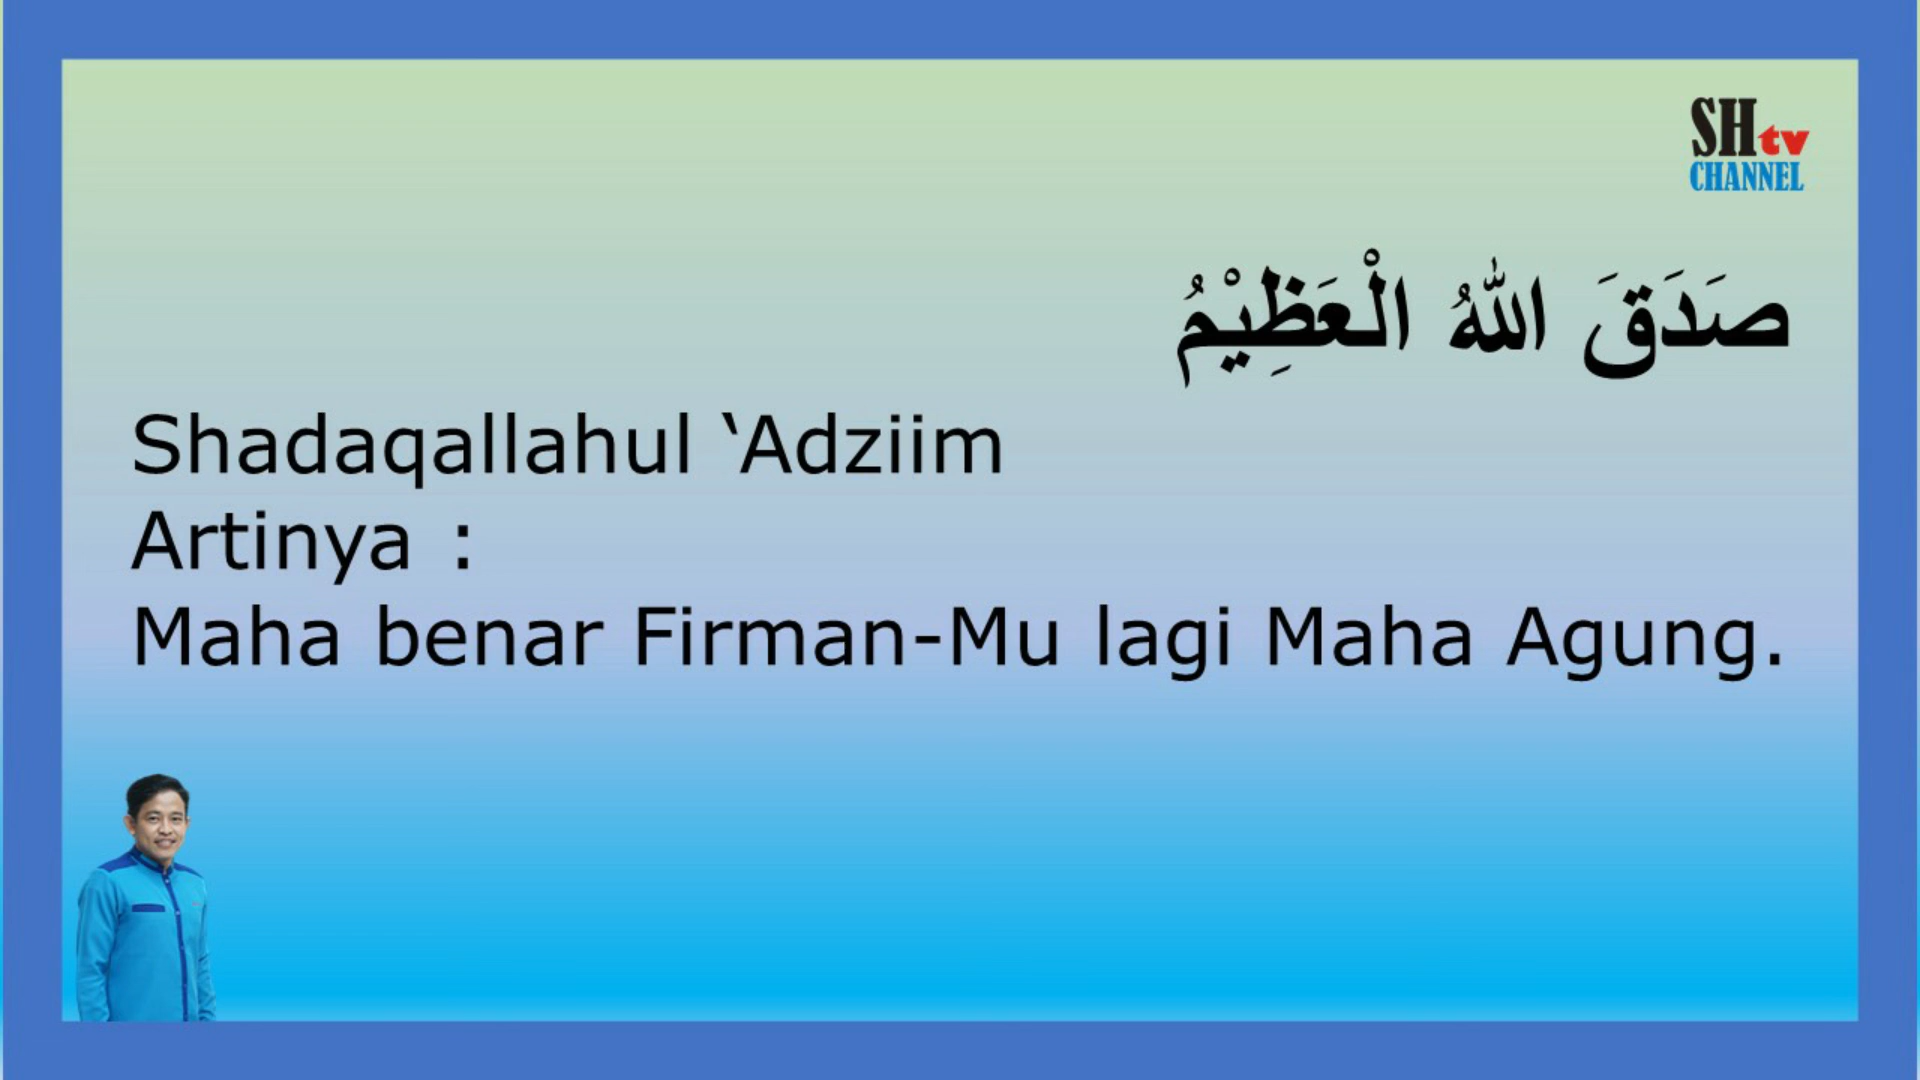 SHtv
CHANNEL
صَدَقَ اللّٰهُ الْعَظِيْمُ
Shadaqallahul ‘Adziim
Artinya :
Maha benar Firman-Mu lagi Maha Agung.